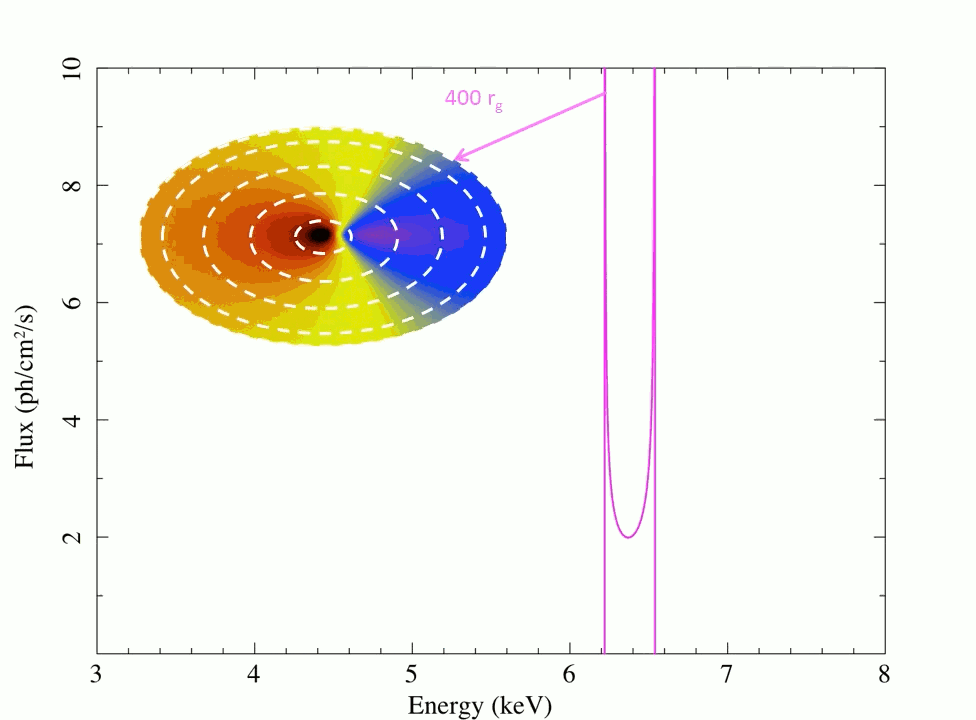 10
400 r_g
8
6
4
2
Flux (ph/cm²/s)
3 4 5 6 7 8
Energy (keV)